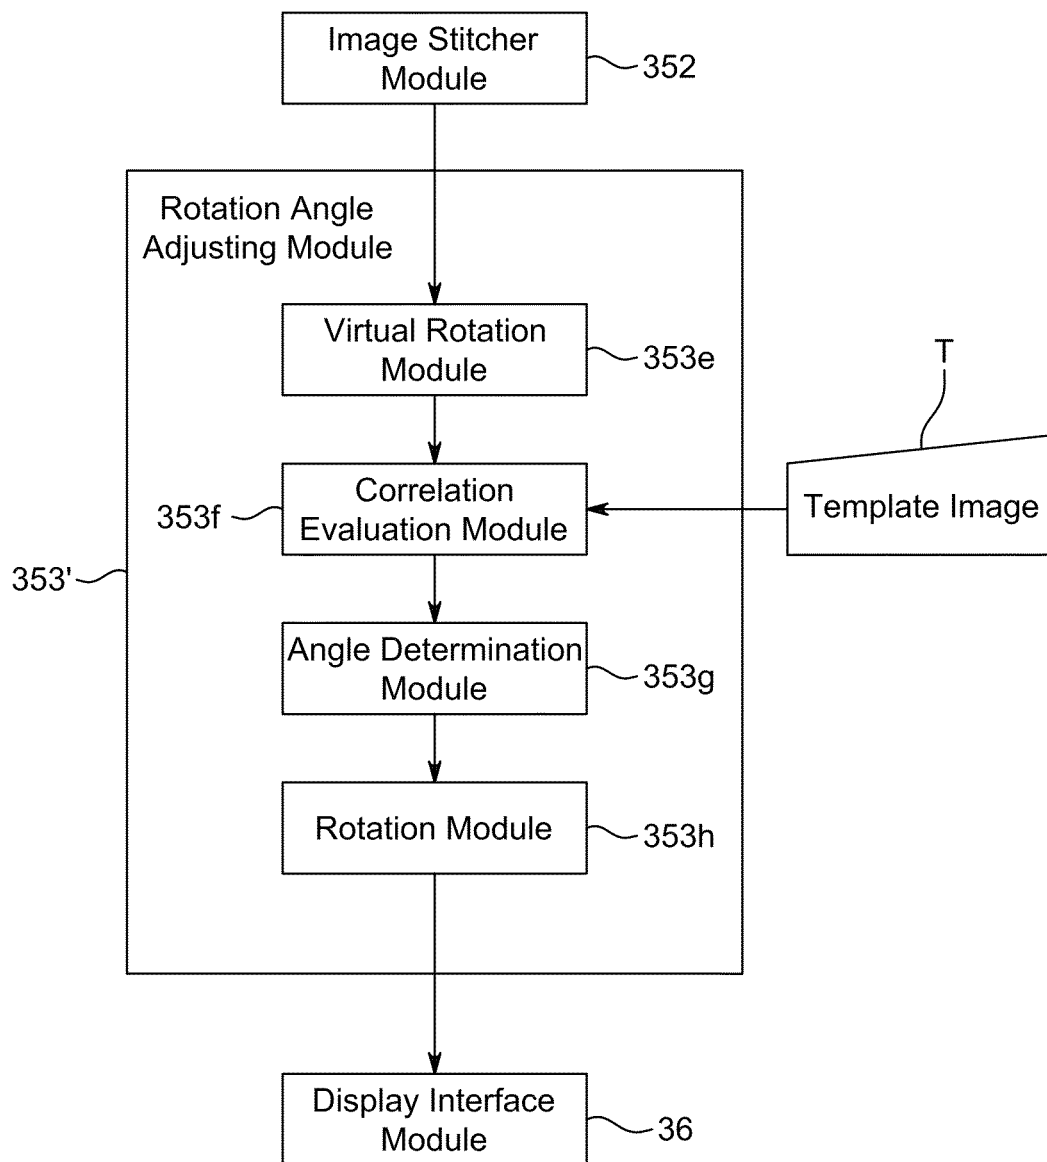 Image Stitcher
Module
352
Rotation Angle
Adjusting Module
Virtual Rotation
Module
353e
T
Correlation
Evaluation Module
353f
Template Image
353'
Angle Determination
Module
353g
Rotation Module
353h
Display Interface
Module
36